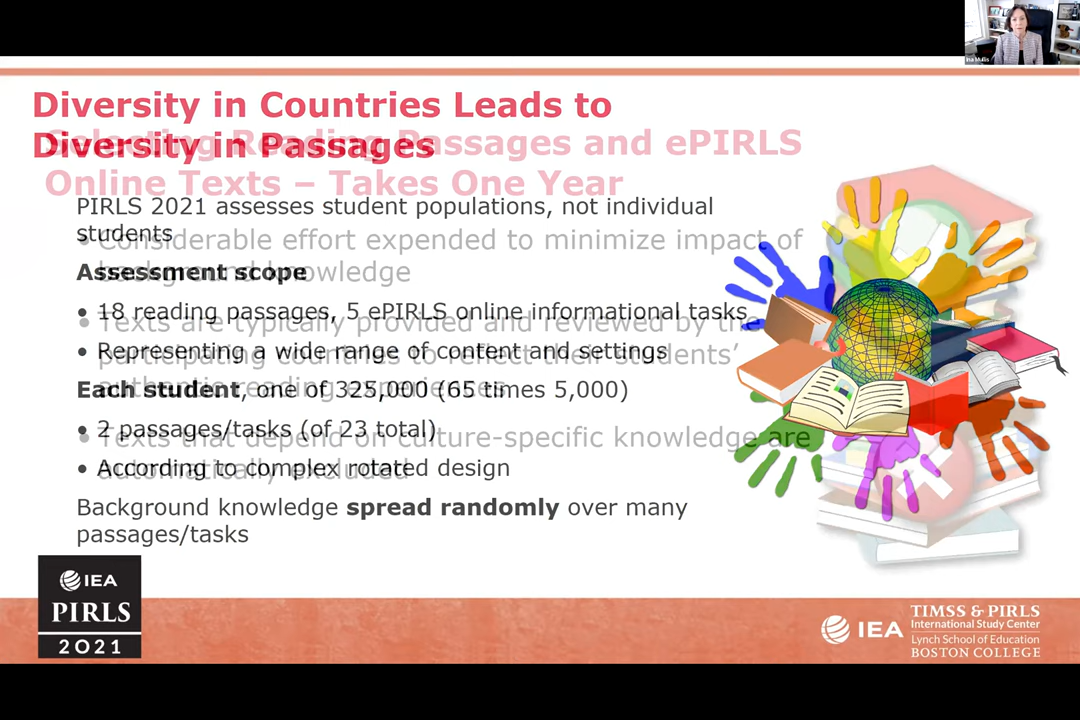 Ina Mullis
Diversity in Countries Leads to
Diversity in Passages
Selecting Reading Passages and ePIRLS
Online Texts – Takes One Year
PIRLS 2021 assesses student populations, not individual
students
• Considerable effort expended to minimize impact of
background knowledge
Assessment scope
• 18 reading passages, 5 ePIRLS online informational tasks
• Texts are typically provided and reviewed by the
• Representing a wide range of content and settings
participating countries to reflect their students’
authentic reading experiences
Each student, one of 325,000 (65 times 5,000)
• 2 passages/tasks (of 23 total)
• Texts that depend on culture-specific knowledge are
automatically excluded
• According to complex rotated design
Background knowledge spread randomly over many
passages/tasks
IEA
PIRLS
2021
IEA
TIMSS & PIRLS
International Study Center
Lynch School of Education
BOSTON COLLEGE